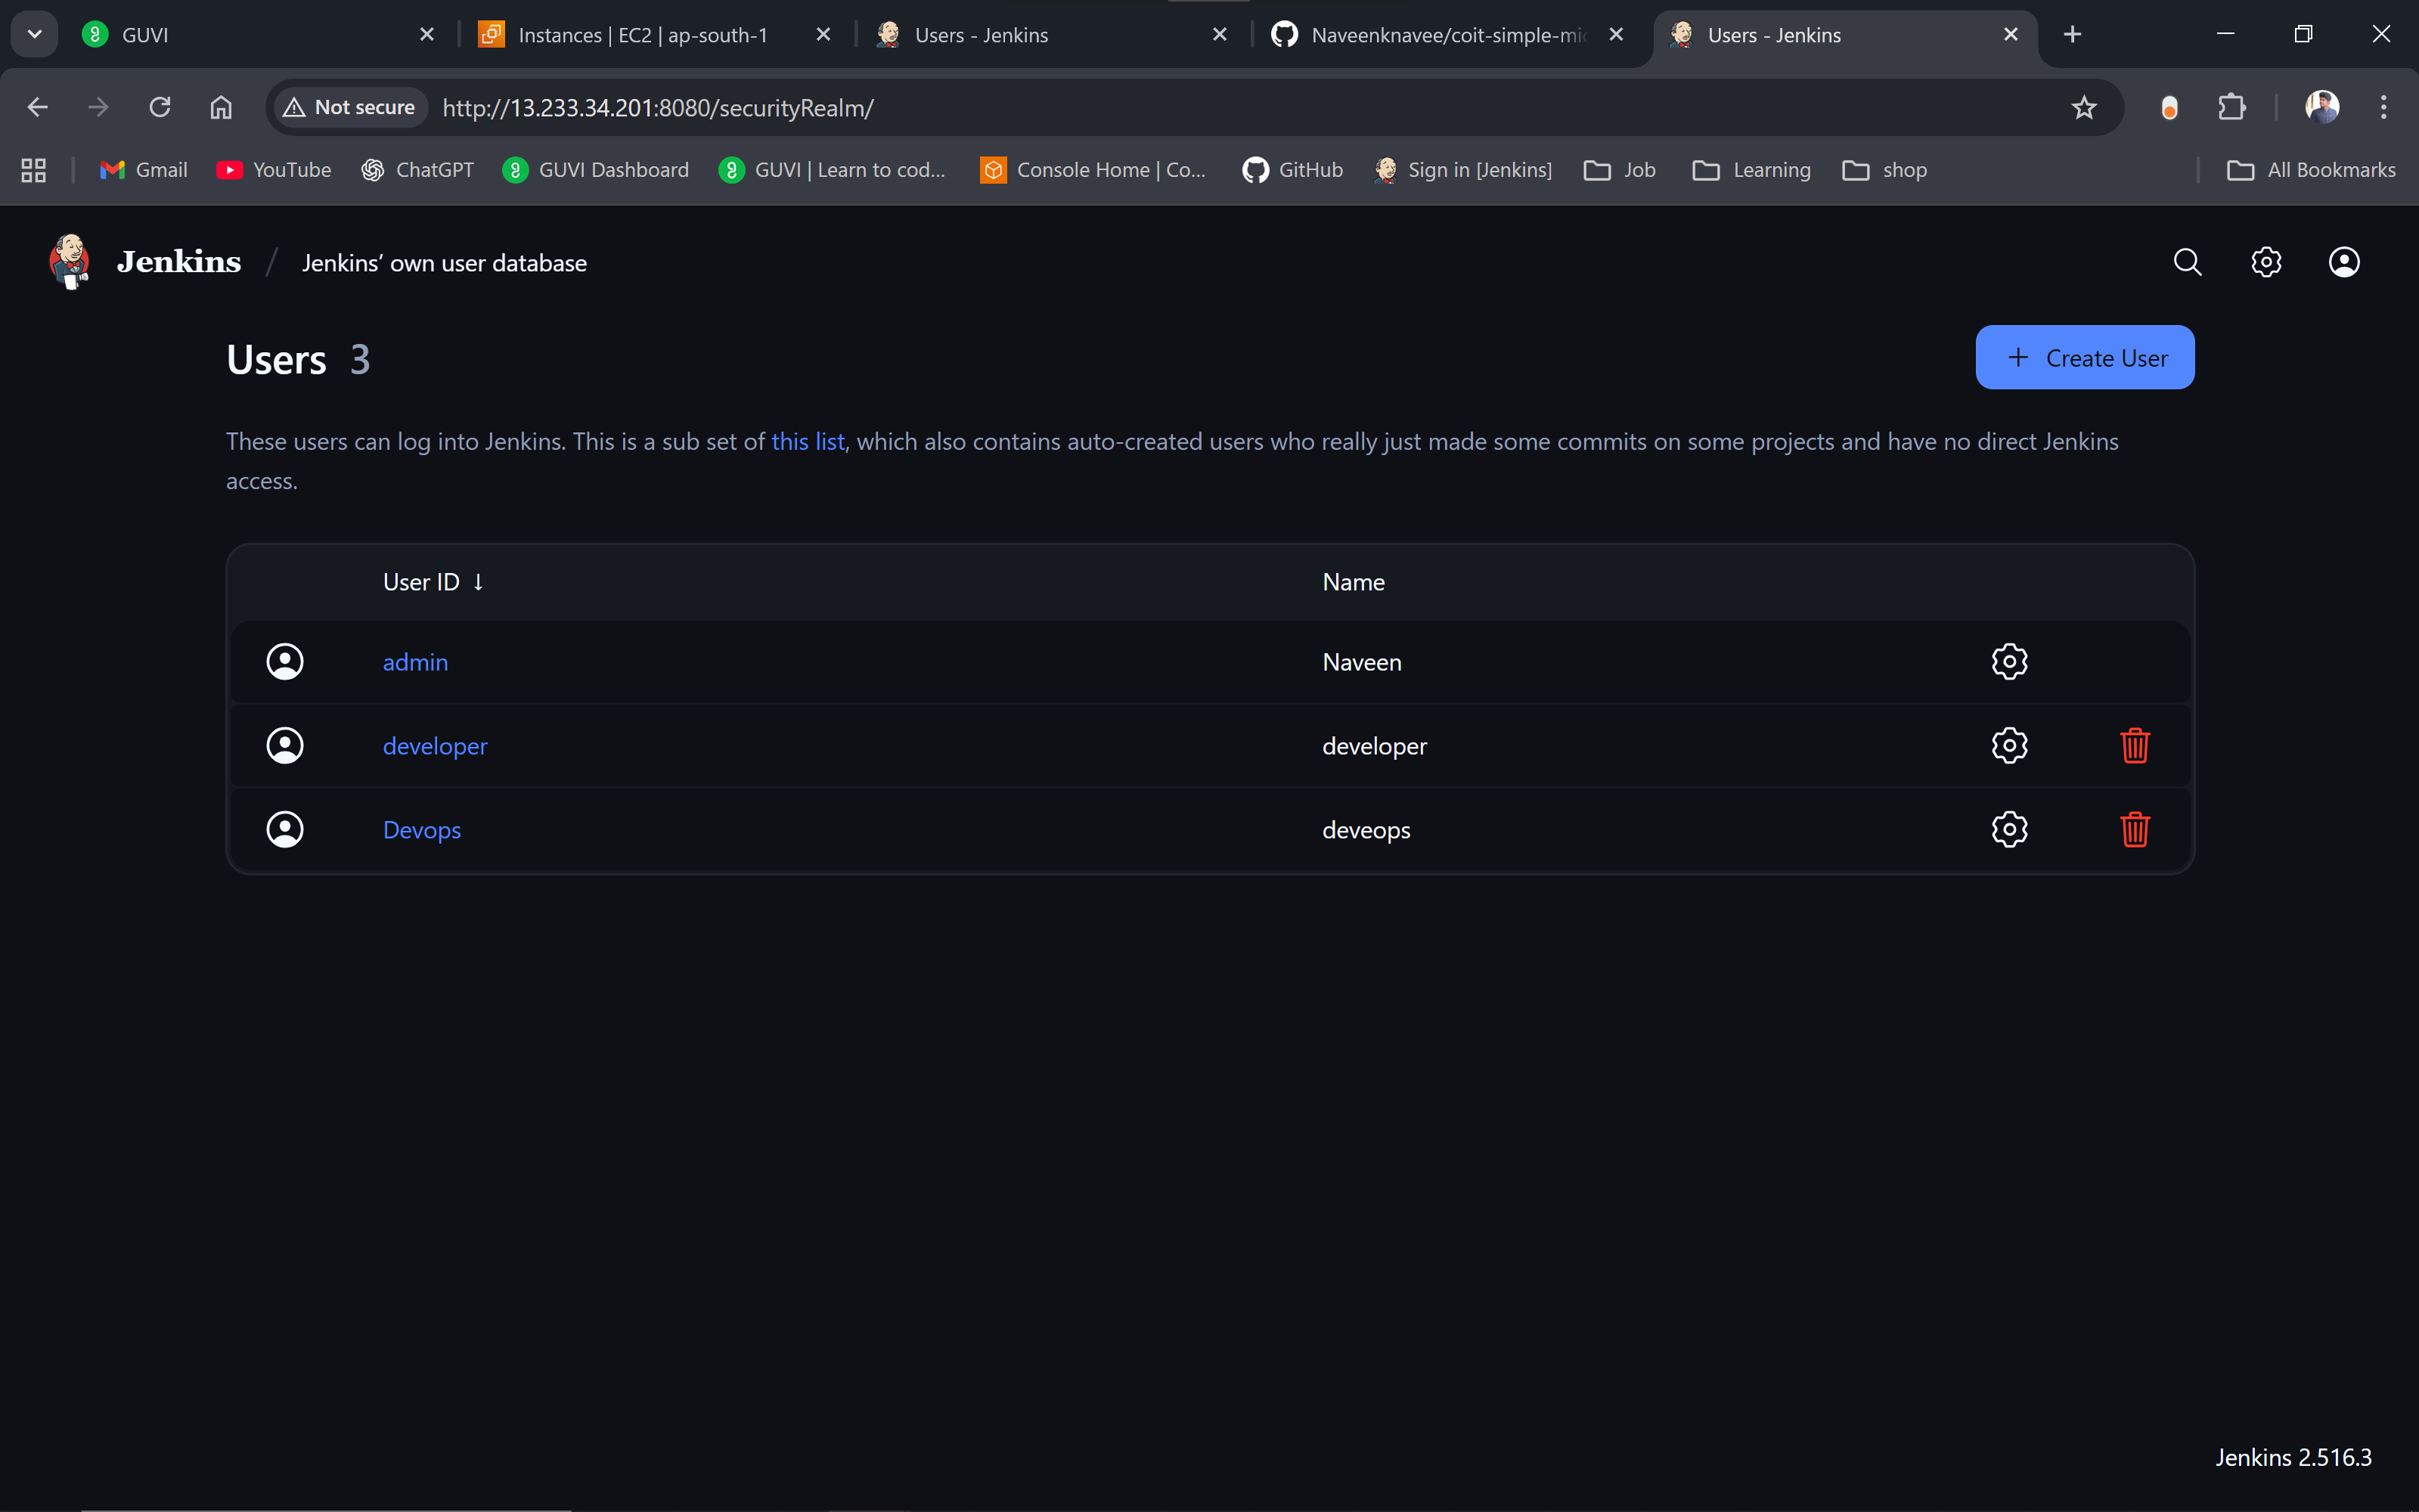 GUVI
Instances | EC2 | ap-south-1
Users - Jenkins
Naveenknavee/coit-simple-mic
Users - Jenkins
Not secure
http://13.233.34.201:8080/securityRealm/
Gmail
YouTube
ChatGPT
GUVI Dashboard
GUVI | Learn to cod...
Console Home | Co...
GitHub
Sign in [Jenkins]
Job
Learning
shop
All Bookmarks
Jenkins / Jenkins’ own user database
Users 3
+ Create User
These users can log into Jenkins. This is a sub set of this list, which also contains auto-created users who really just made some commits on some projects and have no direct Jenkins
access.
User ID ↓ Name
admin Naveen
developer developer
Devops deveops
Jenkins 2.516.3